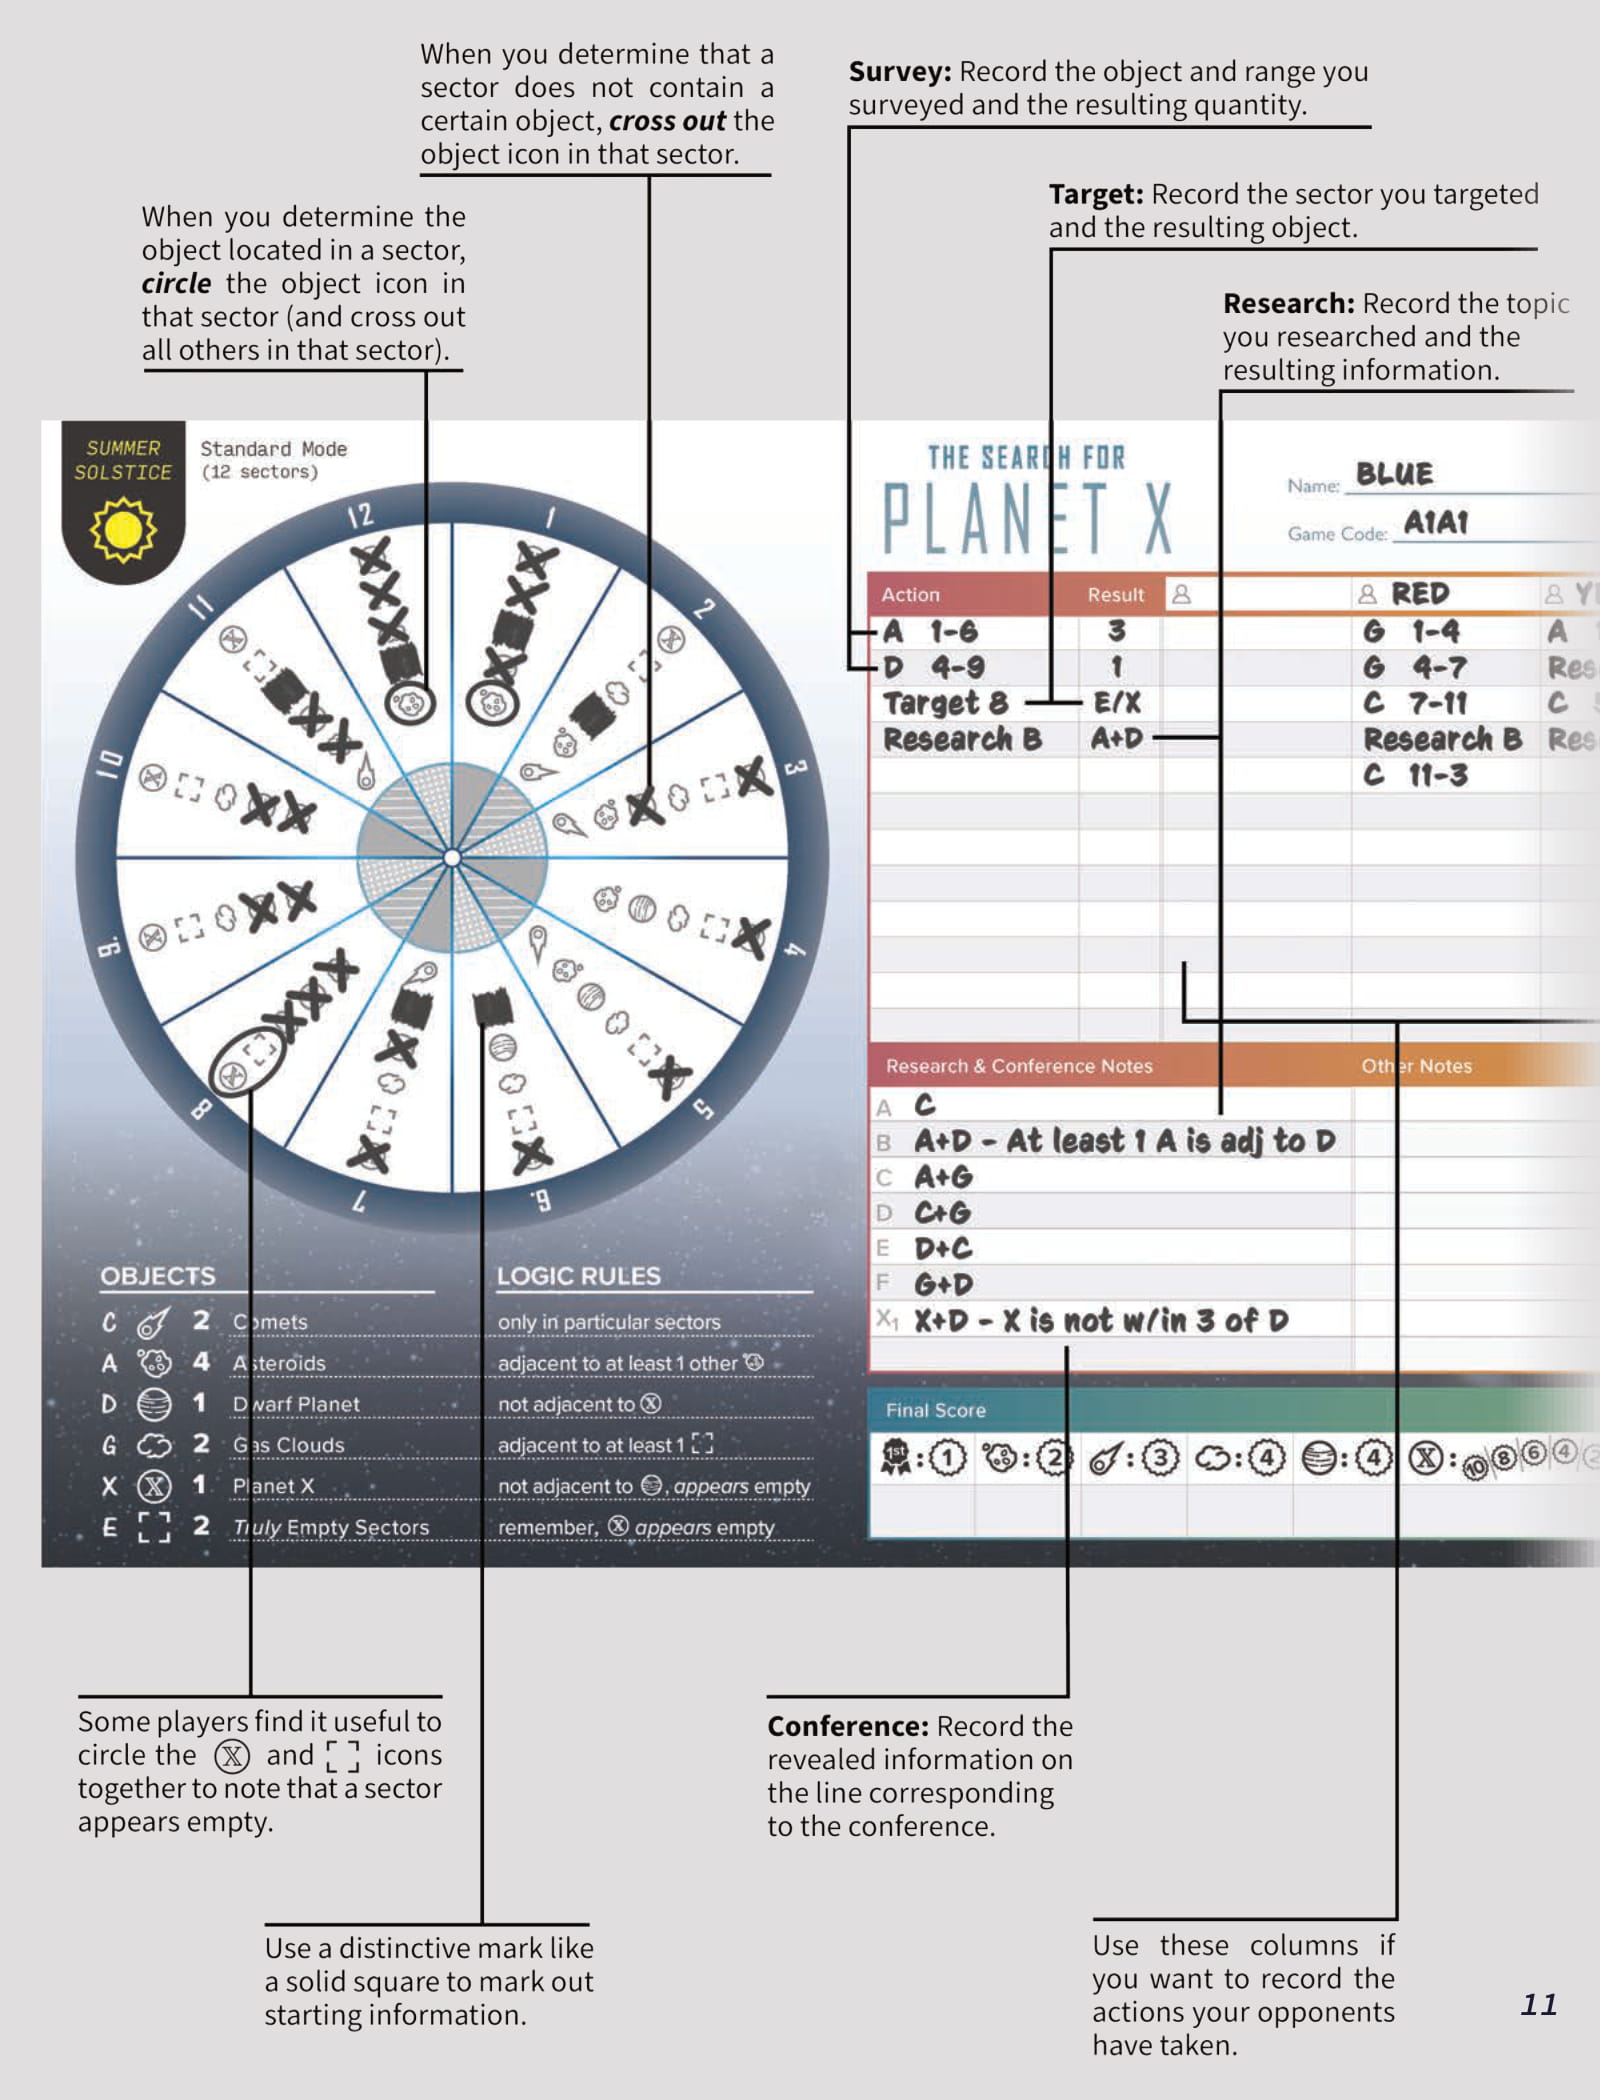 When you determine that a
sector does not contain a
certain object, cross out the
object icon in that sector.
Survey: Record the object and range you
surveyed and the resulting quantity.
Target: Record the sector you targeted
and the resulting object.
When you determine the
object located in a sector,
circle the object icon in
that sector (and cross out
all others in that sector).
Research: Record the topic
you researched and the
resulting information.
SUMMER
SOLSTICE
Standard Mode
(12 sectors)
12
1
2
3
4
5
6.
7
8
9.
10
11
THE SEARCH FOR
PLANET X
Name: BLUE
Game Code: A1A1
Action Result RED
A 1-6 3 G 1-4 A
D 4-9 1 G 4-7 Res
Target 8 E/X C 7-11 C
Research B A+D Research B Res
C 11-3
Research & Conference Notes Other Notes
A C
B A+D - At least 1 A is adj to D
C A+G
D C+G
E D+C
F G+D
X1 X+D - X is not w/in 3 of D
OBJECTS LOGIC RULES
C 2 Comets only in particular sectors
A 4 Asteroids adjacent to at least 1 other
D 1 Dwarf Planet not adjacent to X
G 2 Gas Clouds adjacent to at least 1
X X 1 Planet X not adjacent to , appears empty
E 2 Truly Empty Sectors remember, X appears empty
Final Score
1st : 1 : 2 : 3 : 4 : 4 X : 10 8 6 4 2
Some players find it useful to
circle the X and icons
together to note that a sector
appears empty.
Conference: Record the
revealed information on
the line corresponding
to the conference.
Use a distinctive mark like
a solid square to mark out
starting information.
Use these columns if
you want to record the
actions your opponents
have taken.
11